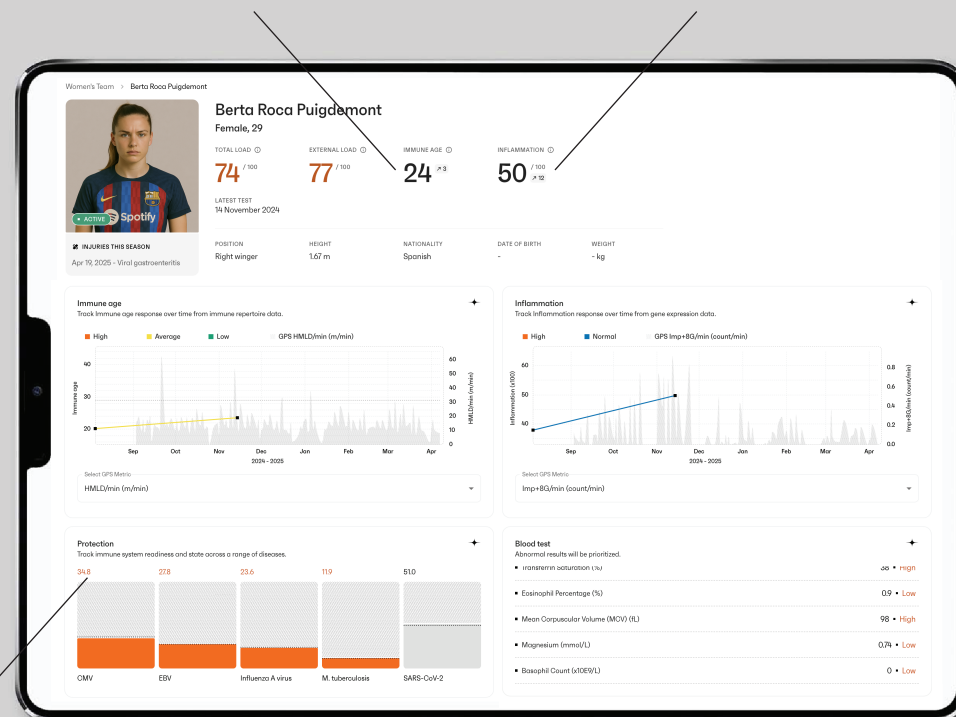 Women's Team > Berta Roca Puigdemont
Berta Roca Puigdemont
Female, 29
TOTAL LOAD
EXTERNAL LOAD
IMMUNE AGE
INFLAMMATION
74 / 100
77 / 100
24 ↗ 3
50 / 100 ↗ 12
LATEST TEST
14 November 2024
Spotify
ACTIVE
INJURIES THIS SEASON
Apr 19, 2025 - Viral gastroenteritis
POSITION
HEIGHT
NATIONALITY
DATE OF BIRTH
WEIGHT
Right winger
1.67 m
Spanish
-
- kg
Immune age
Track Immune age response over time from immune repertoire data.
High
Average
Low
GPS HMLD/min (m/min)
Immune age
40
30
20
60
50
40
30
20
10
0
HMLD/min (m/min)
Sep Oct Nov Dec Jan Feb Mar Apr
2024 - 2025
Select GPS Metric
HMLD/min (m/min)
Inflammation
Track Inflammation response over time from gene expression data.
High
Normal
GPS Imp+8G/min (count/min)
Inflammation (x100)
60
50
40
0.8
0.6
0.4
0.2
0.0
Imp+8G/min (count/min)
Sep Oct Nov Dec Jan Feb Mar Apr
2024 - 2025
Select GPS Metric
Imp+8G/min (count/min)
Protection
Track immune system readiness and state across a range of diseases.
34.8
27.8
23.6
11.9
51.0
CMV
EBV
Influenza A virus
M. tuberculosis
SARS-CoV-2
Blood test
Abnormal results will be prioritized.
Transferrin Saturation (%) 38 • High
Eosinophil Percentage (%) 0.9 • Low
Mean Corpuscular Volume (MCV) (fL) 98 • High
Magnesium (mmol/L) 0.74 • Low
Basophil Count (x10E9/L) 0 • Low